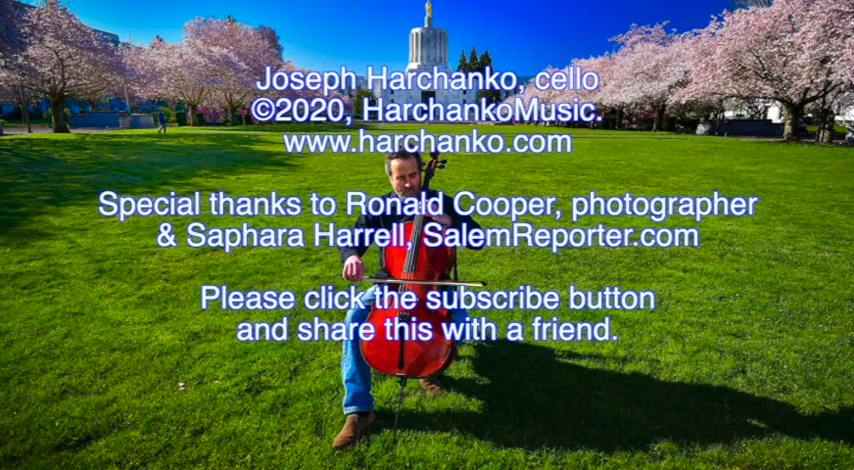 Joseph Harchanko, cello
©2020, HarchankoMusic.
www.harchanko.com
Special thanks to Ronald Cooper, photographer
& Saphara Harrell, SalemReporter.com
Please click the subscribe button
and share this with a friend.